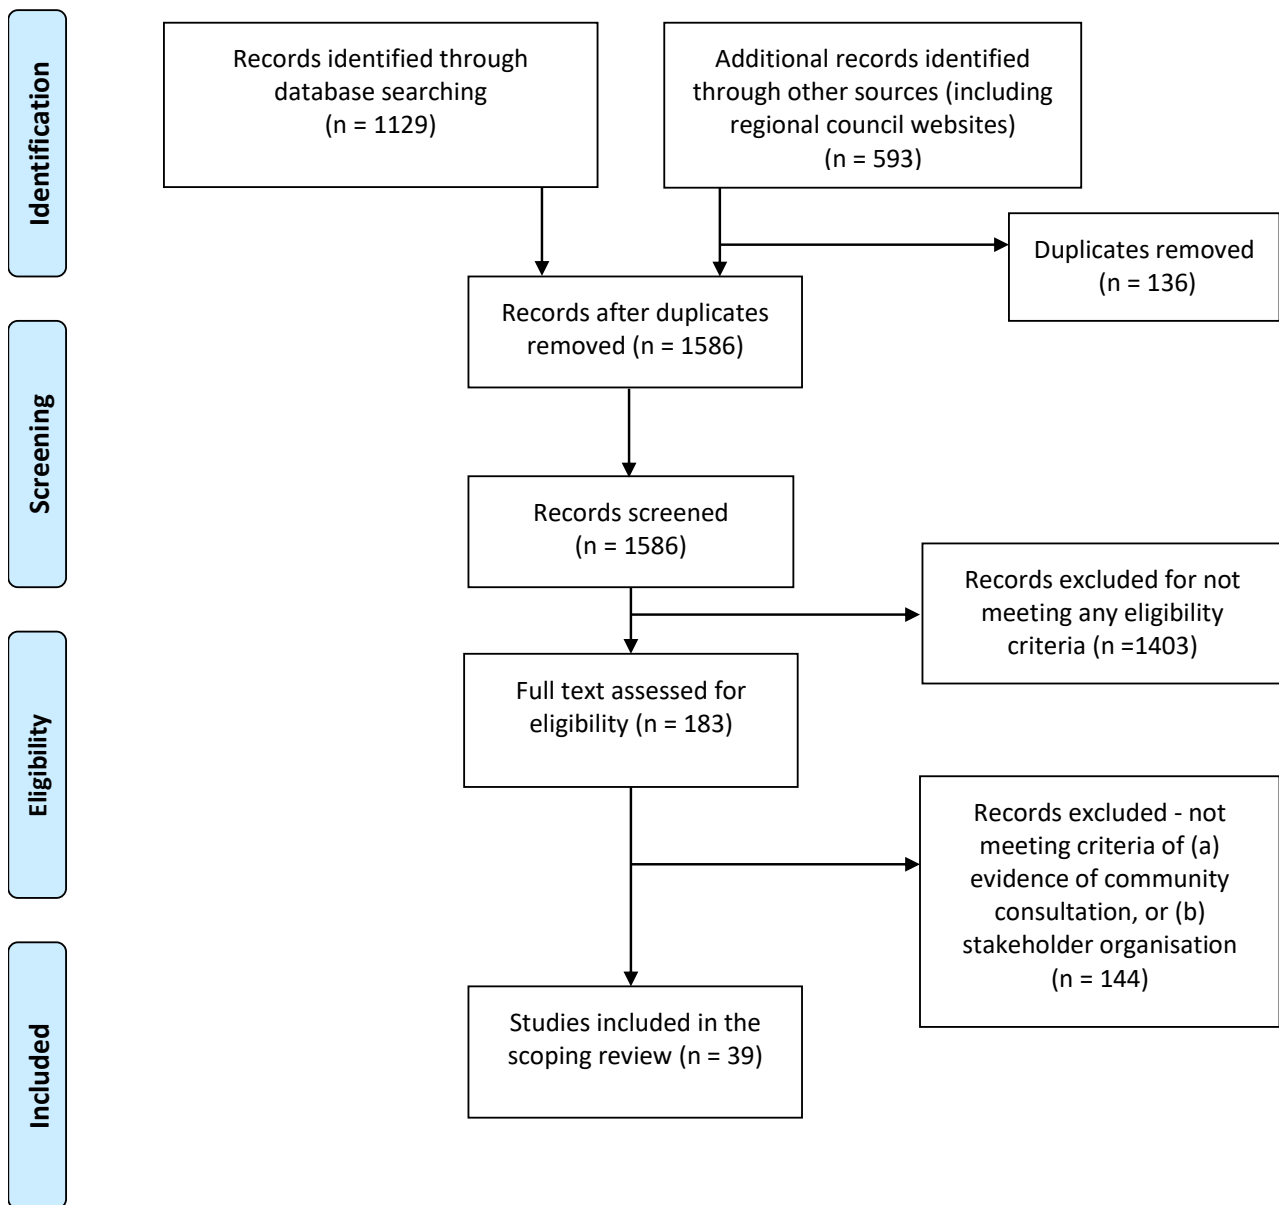 Identification
Records identified through
database searching
(n = 1129)
Additional records identified
through other sources (including
regional council websites)
(n = 593)
Duplicates removed
(n = 136)
Records after duplicates
removed (n = 1586)
Screening
Records screened
(n = 1586)
Records excluded for not
meeting any eligibility
criteria (n =1403)
Eligibility
Full text assessed for
eligibility (n = 183)
Records excluded - not
meeting criteria of (a)
evidence of community
consultation, or (b)
stakeholder organisation
(n = 144)
Included
Studies included in the
scoping review (n = 39)